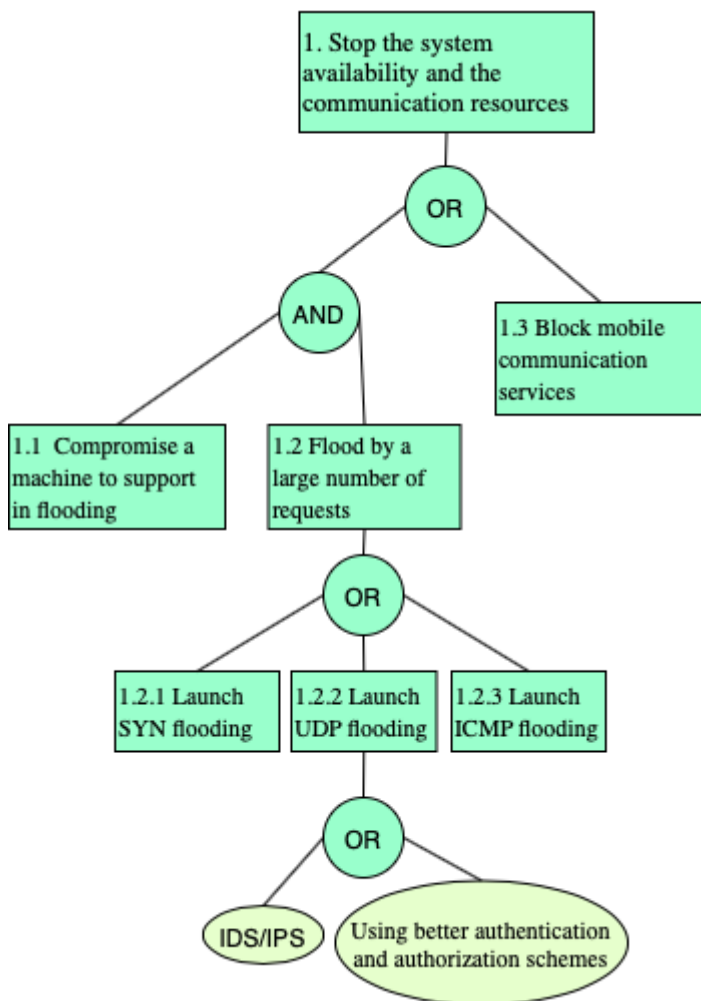 1. Stop the system
availability and the
communication resources
OR
AND
1.3 Block mobile
communication
services
1.1 Compromise a
machine to support
in flooding
1.2 Flood by a
large number of
requests
OR
1.2.1 Launch
SYN flooding
1.2.2 Launch
UDP flooding
1.2.3 Launch
ICMP flooding
OR
IDS/IPS
Using better authentication
and authorization schemes